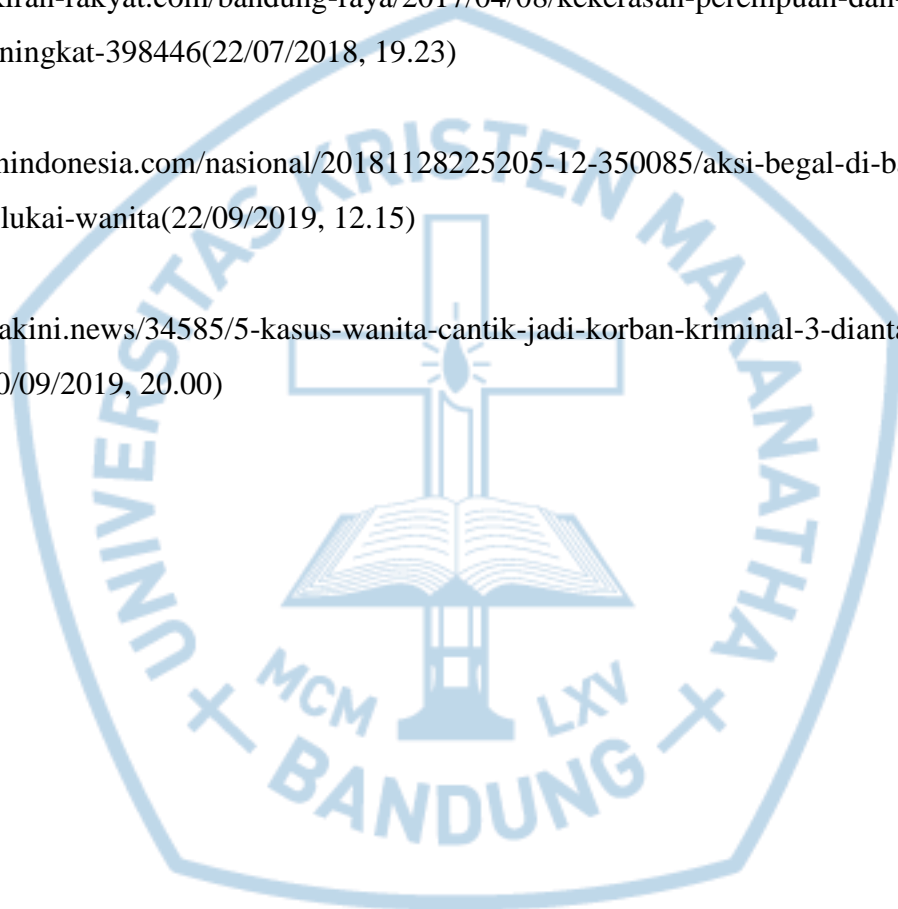 kiran-rakyat.com/bandung-raya/2017/04/08/kekerasan-perempuan-dan-
ningkat-398446(22/07/2018, 19.23)
nindonesia.com/nasional/20181128225205-12-350085/aksi-begal-di-ba
lukai-wanita(22/09/2019, 12.15)
akini.news/34585/5-kasus-wanita-cantik-jadi-korban-kriminal-3-dianta
0/09/2019, 20.00)
UNIVERSITAS KRISTEN MARANATHA
MCM LXV
BANDUNG